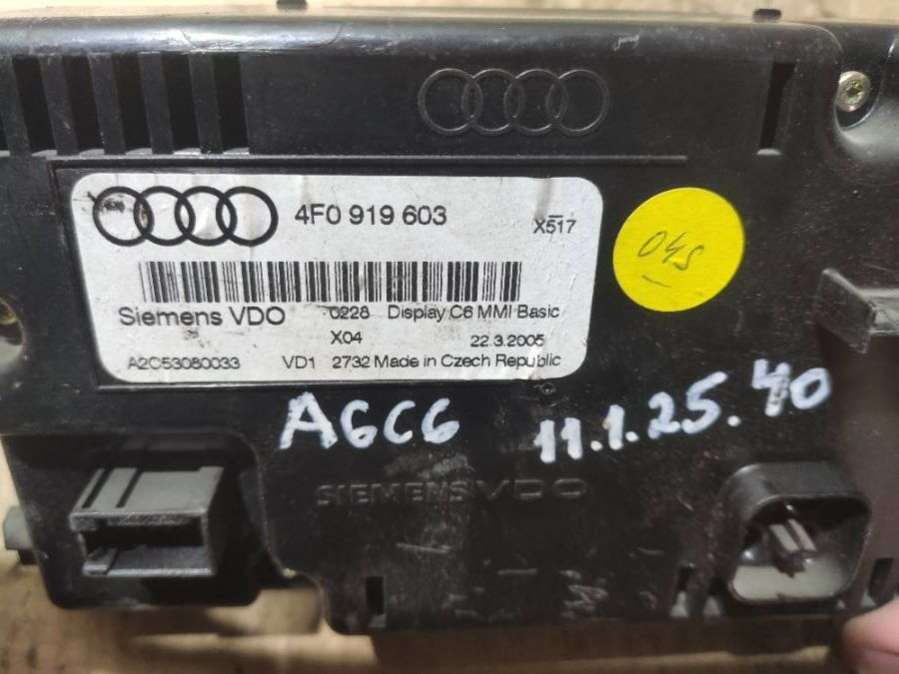 4F0 919 603
X517
Siemens VDO 0228 Display C6 MMI Basic
X04 22.3.2005
A2C53080033 VD1 2732 Made in Czech Republic
A6C6 11.1.25.40
SIEMENS VDO